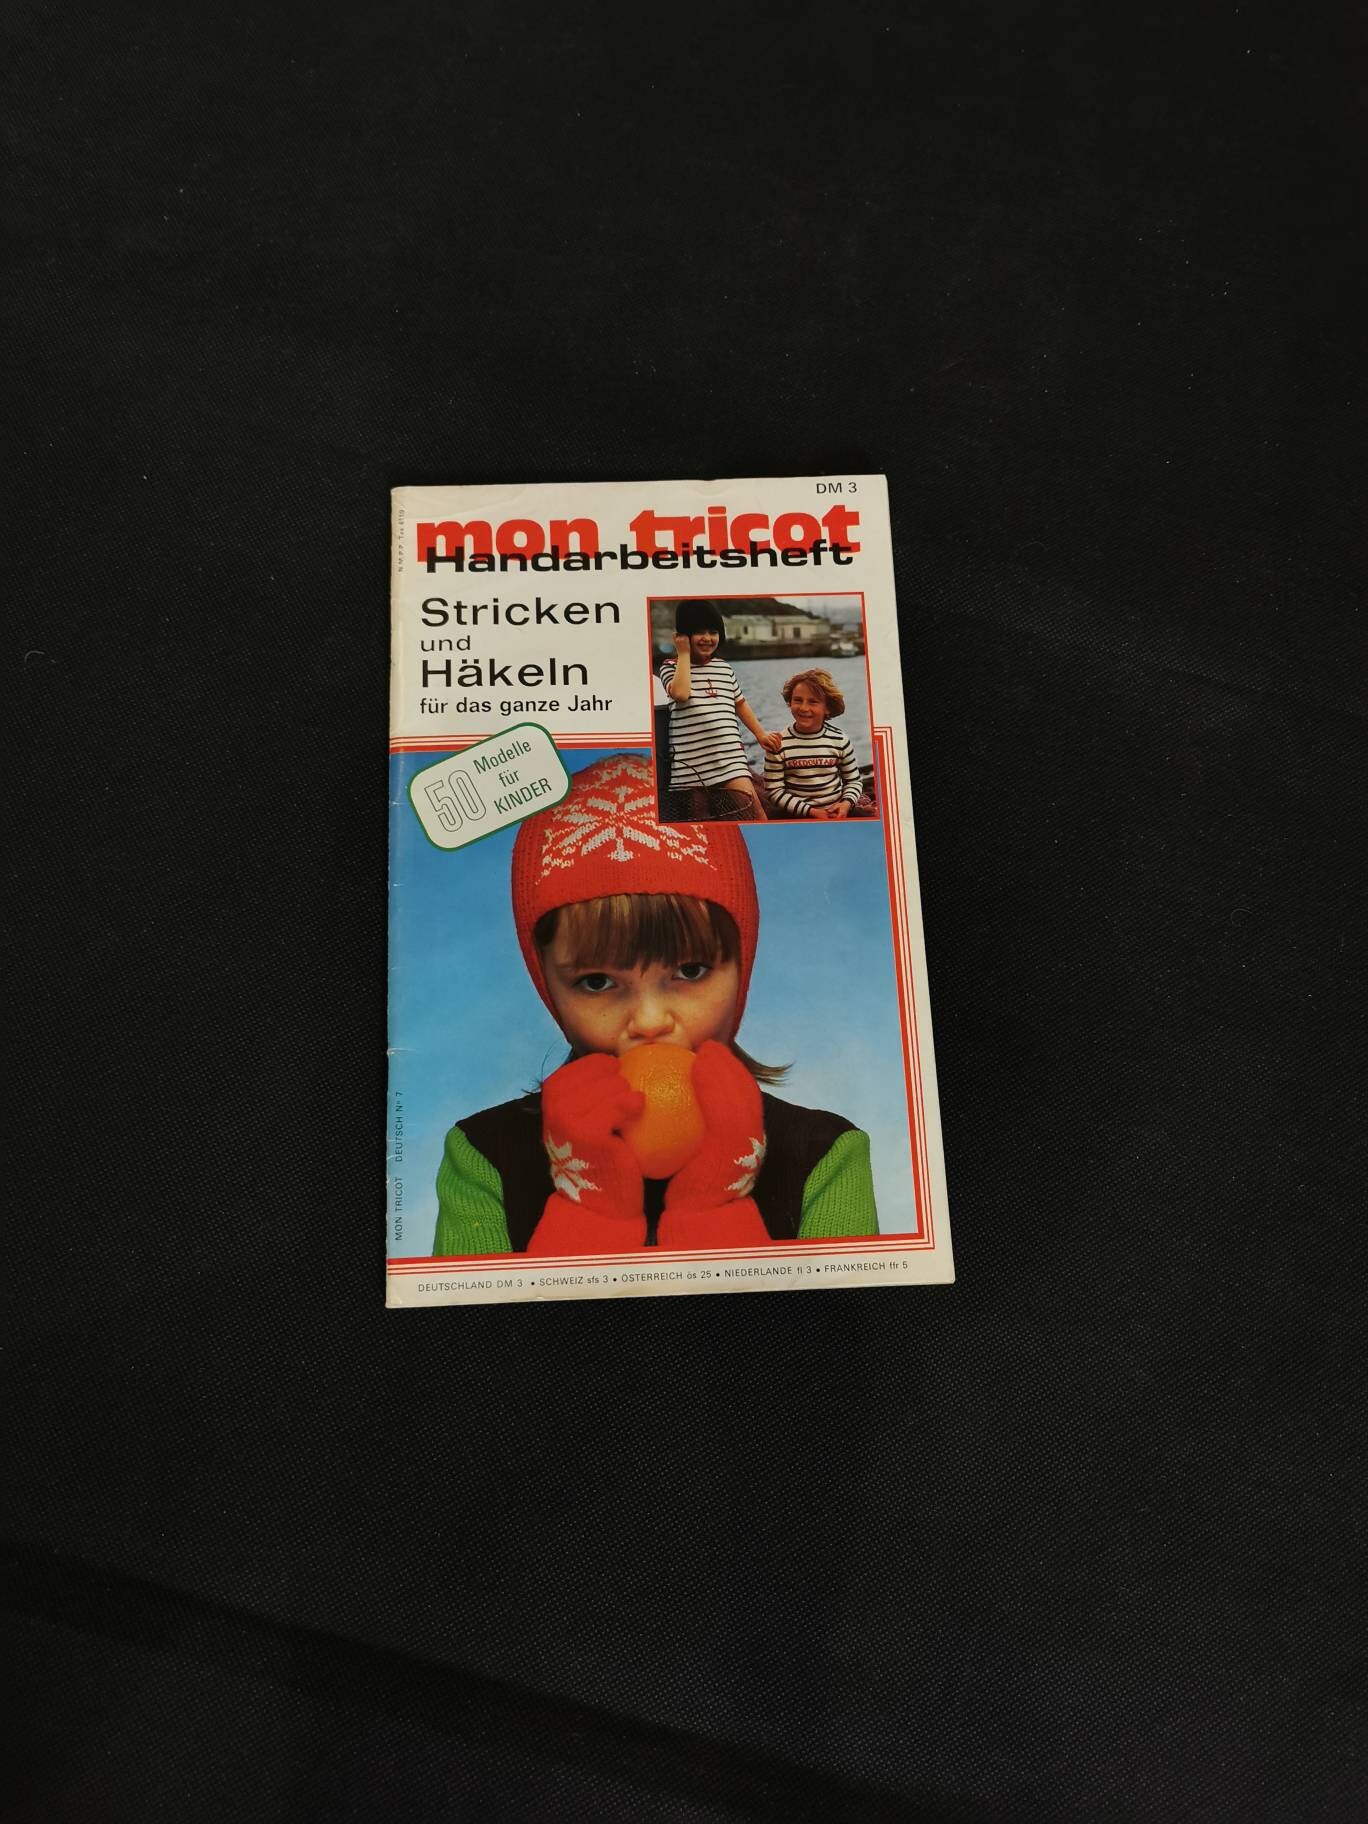 DM 3
mon tricot
Handarbeitsheft
Stricken
und
Häkeln
für das ganze Jahr
50 Modelle
für
KINDER
MON TRICOT DEUTSCH N° 7
DEUTSCHLAND DM 3 • SCHWEIZ sfs 3 • ÖSTERREICH ös 25 • NIEDERLANDE fl 3 • FRANKREICH ffr 5